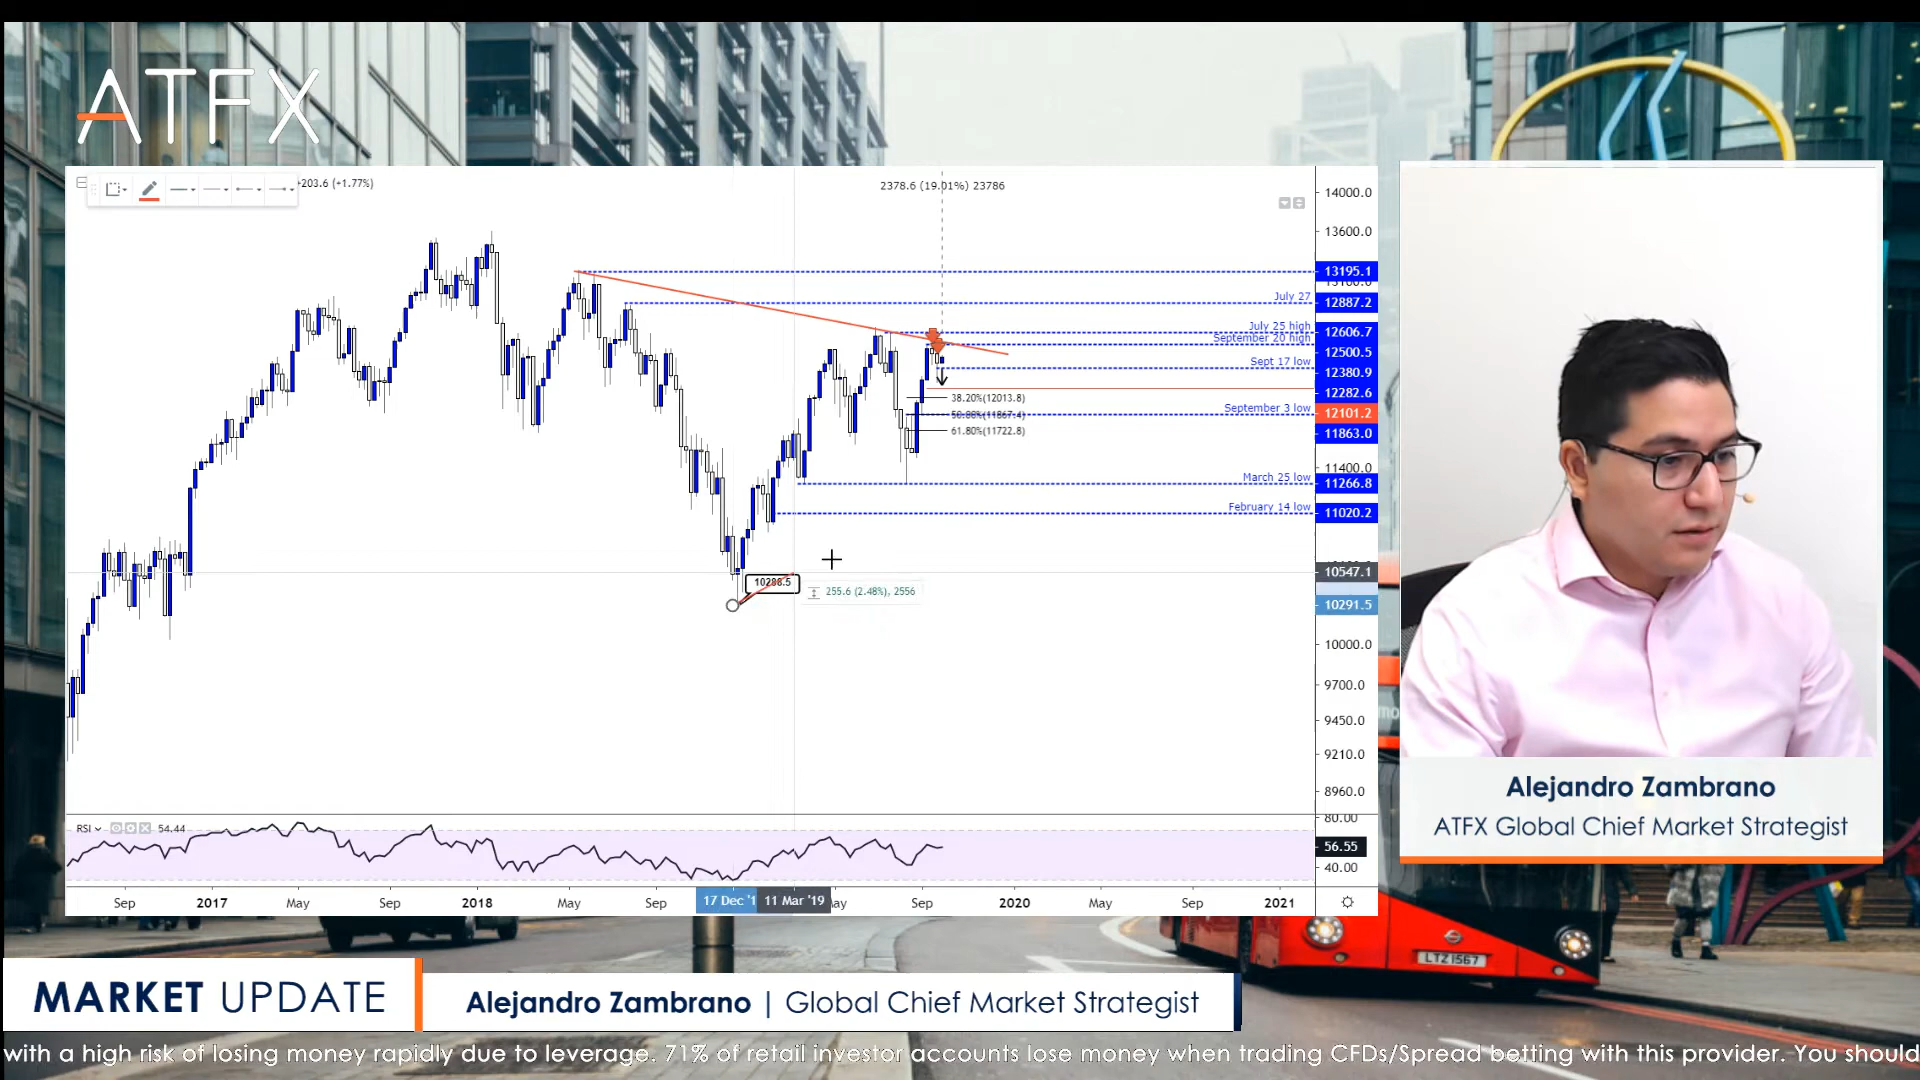 ATFX
+203.6 (+1.77%)
2378.6 (19.01%) 23786
14000.0
13600.0
13195.1
July 27
12887.2
July 25 high
12606.7
September 20 high
12500.5
Sept 17 low
12380.9
12282.6
38.20%(12013.8)
12101.2
September 3 low
50.00%(11867.4)
11863.0
61.80%(11722.8)
11400.0
March 25 low
11266.8
February 14 low
11020.2
10547.1
10288.5
255.6 (2.48%), 2556
10291.5
10000.0
9700.0
9450.0
9210.0
8960.0
RSI
54.44
80.00
56.55
40.00
Sep 2017 May Sep 2018 May Sep 17 Dec '1 11 Mar '19 Sep 2020 May Sep 2021
Alejandro Zambrano
ATFX Global Chief Market Strategist
LTZ1567
MARKET UPDATE
Alejandro Zambrano | Global Chief Market Strategist
with a high risk of losing money rapidly due to leverage. 71% of retail investor accounts lose money when trading CFDs/Spread betting with this provider. You should